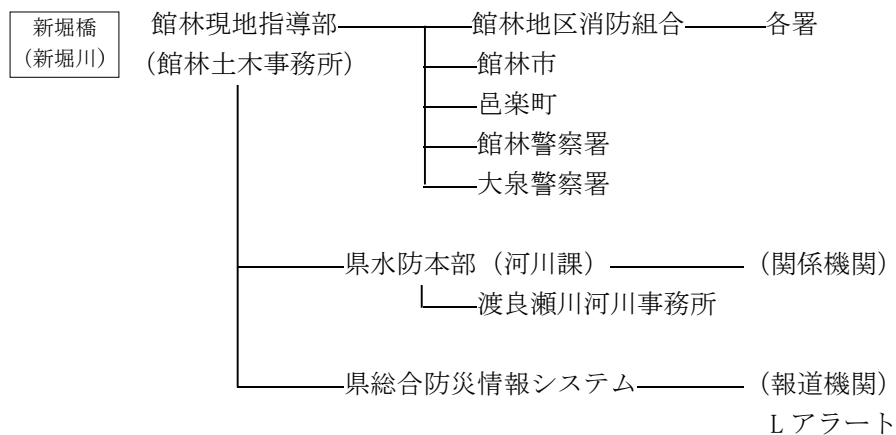 新堀橋
(新堀川)
館林現地指導部 館林地区消防組合 各署
(館林土木事務所) 館林市
邑楽町
館林警察署
大泉警察署
県水防本部（河川課） (関係機関)
渡良瀬川河川事務所
県総合防災情報システム (報道機関)
Lアラート